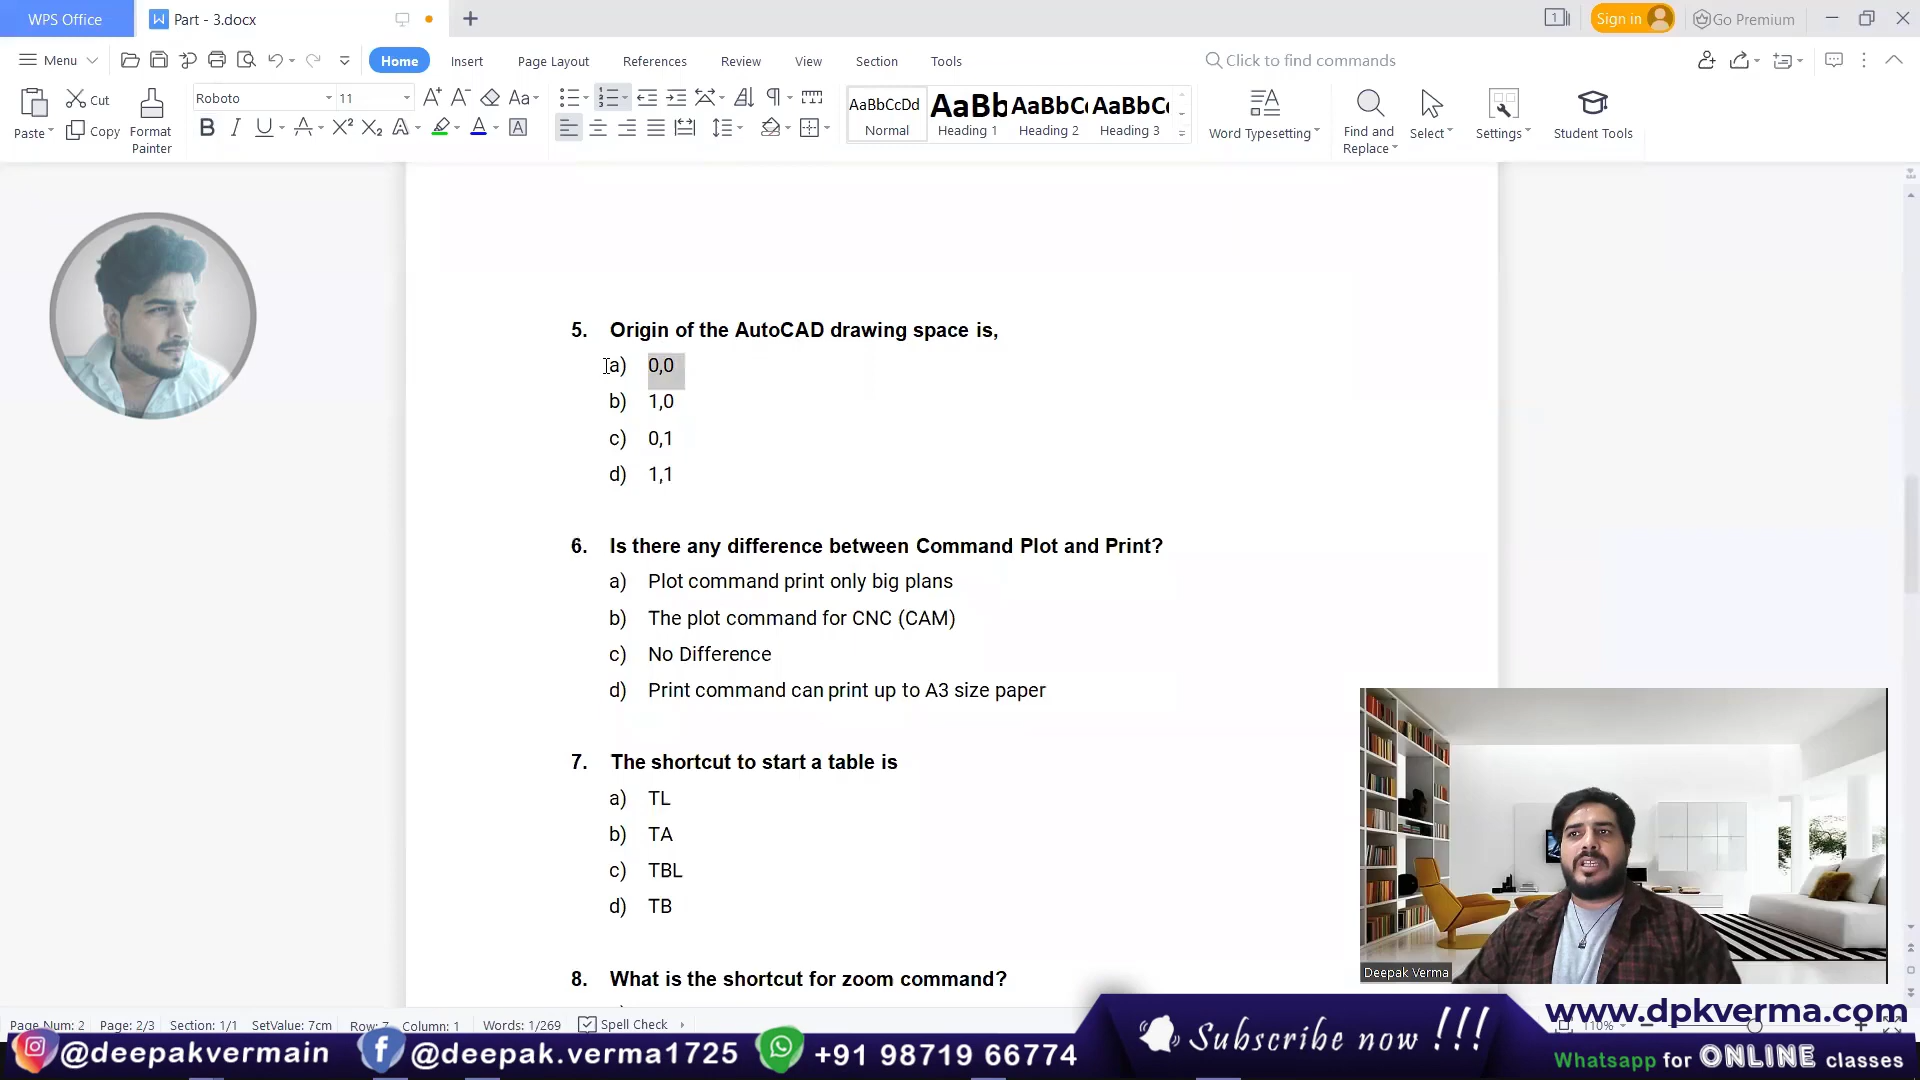 WPS Office
Part - 3.docx
1
Sign in
Go Premium
Menu
Home
Insert
Page Layout
References
Review
View
Section
Tools
Click to find commands
Paste
Cut
Copy
Format
Painter
Roboto
11
AaBbCcDd
Normal
AaBb
Heading 1
AaBbC
Heading 2
AaBbC
Heading 3
Word Typesetting
Find and
Replace
Select
Settings
Student Tools
5. Origin of the AutoCAD drawing space is,
a) 0,0
b) 1,0
c) 0,1
d) 1,1
6. Is there any difference between Command Plot and Print?
a) Plot command print only big plans
b) The plot command for CNC (CAM)
c) No Difference
d) Print command can print up to A3 size paper
7. The shortcut to start a table is
a) TL
b) TA
c) TBL
d) TB
8. What is the shortcut for zoom command?
Deepak Verma
Page Num: 2
Page: 2/3
Section: 1/1
SetValue: 7cm
Row: 7
Column: 1
Words: 1/269
Spell Check
110%
@deepakvermain
@deepak.verma1725
+91 98719 66774
Subscribe now !!!
www.dpkverma.com
Whatsapp for ONLINE classes